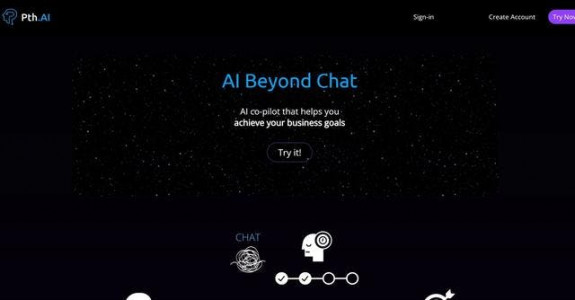 Pth.AI
Sign-in
Create Account
Try Now
AI Beyond Chat
AI co-pilot that helps you
achieve your business goals
Try it!
CHAT